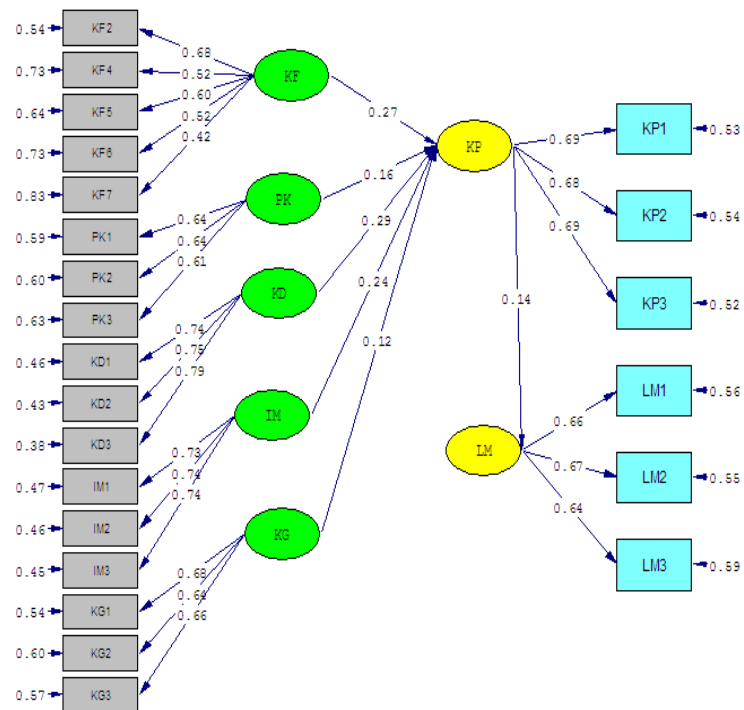 0.54 KF2
0.68
0.73 KF4
0.52
KF
0.64 KF5
0.60
0.27
0.73 KF6
0.52
0.83 KF7
0.42
KP
0.69
KP1 0.53
0.68
KP2 0.54
0.69
KP3 0.52
0.59 PK1
0.64
PK
0.16
0.60 PK2
0.64
0.63 PK3
0.61
0.46 KD1
0.74
KD
0.29
0.43 KD2
0.75
0.38 KD3
0.79
0.14
0.47 IM1
0.73
IM
0.24
0.46 IM2
0.74
0.45 IM3
0.74
0.54 KG1
0.68
KG
0.12
0.60 KG2
0.64
0.57 KG3
0.66
LM
0.66
LM1 0.56
0.67
LM2 0.55
0.64
LM3 0.59